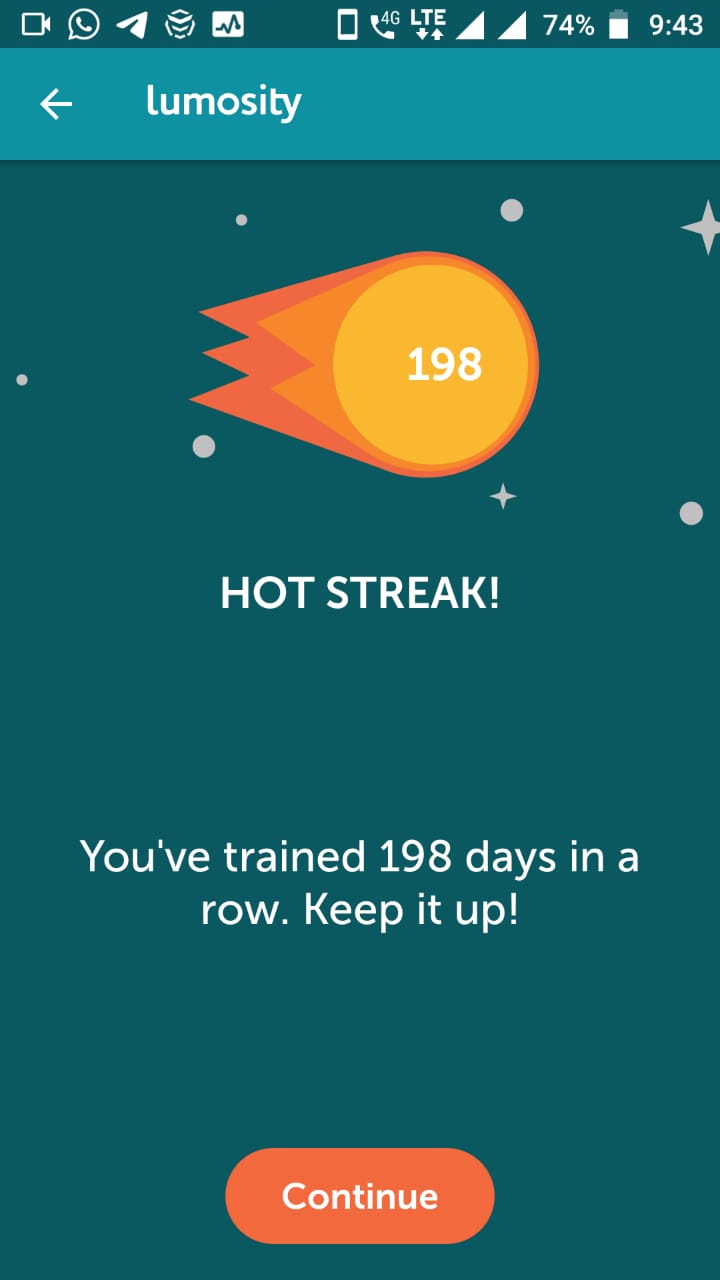 4G LTE 74% 9:43
lumosity
198
HOT STREAK!
You've trained 198 days in a
row. Keep it up!
Continue